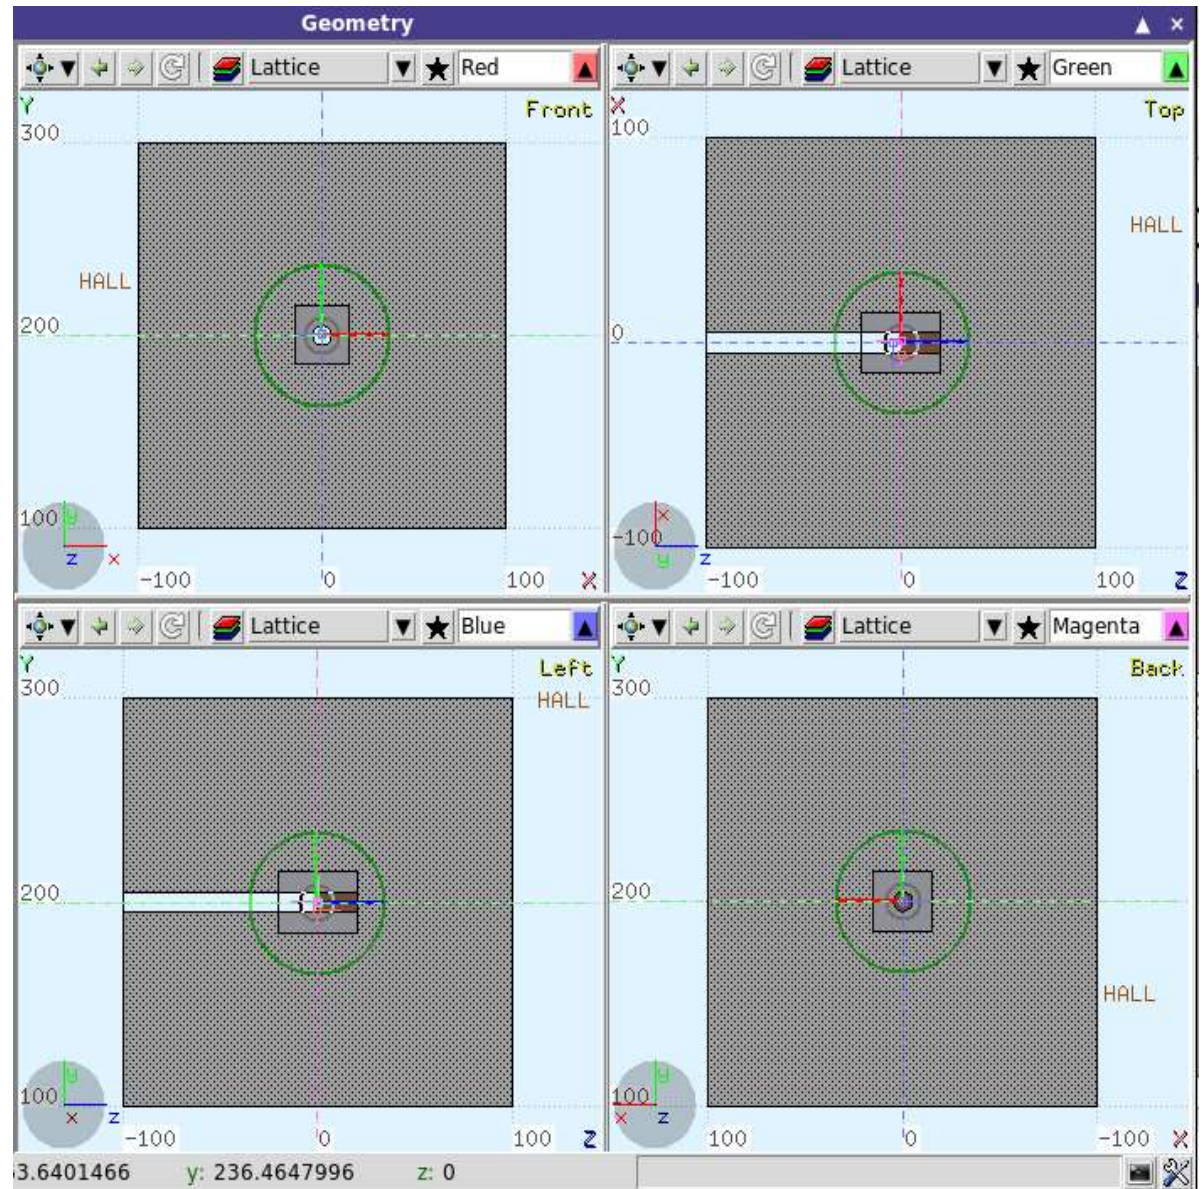 Geometry
Lattice Red
Lattice Green
Y Front
300
HALL
200
100
y
z x
-100 0 100 X
X Top
100
HALL
0
-100
x
y z
-100 0 100 Z
Lattice Blue
Lattice Magenta
Y Left
300 HALL
200
100
y
x z
-100 0 100 Z
Y Back
300
200
HALL
100
y
x z
100 0 -100 X
3.6401466 y: 236.4647996 z: 0